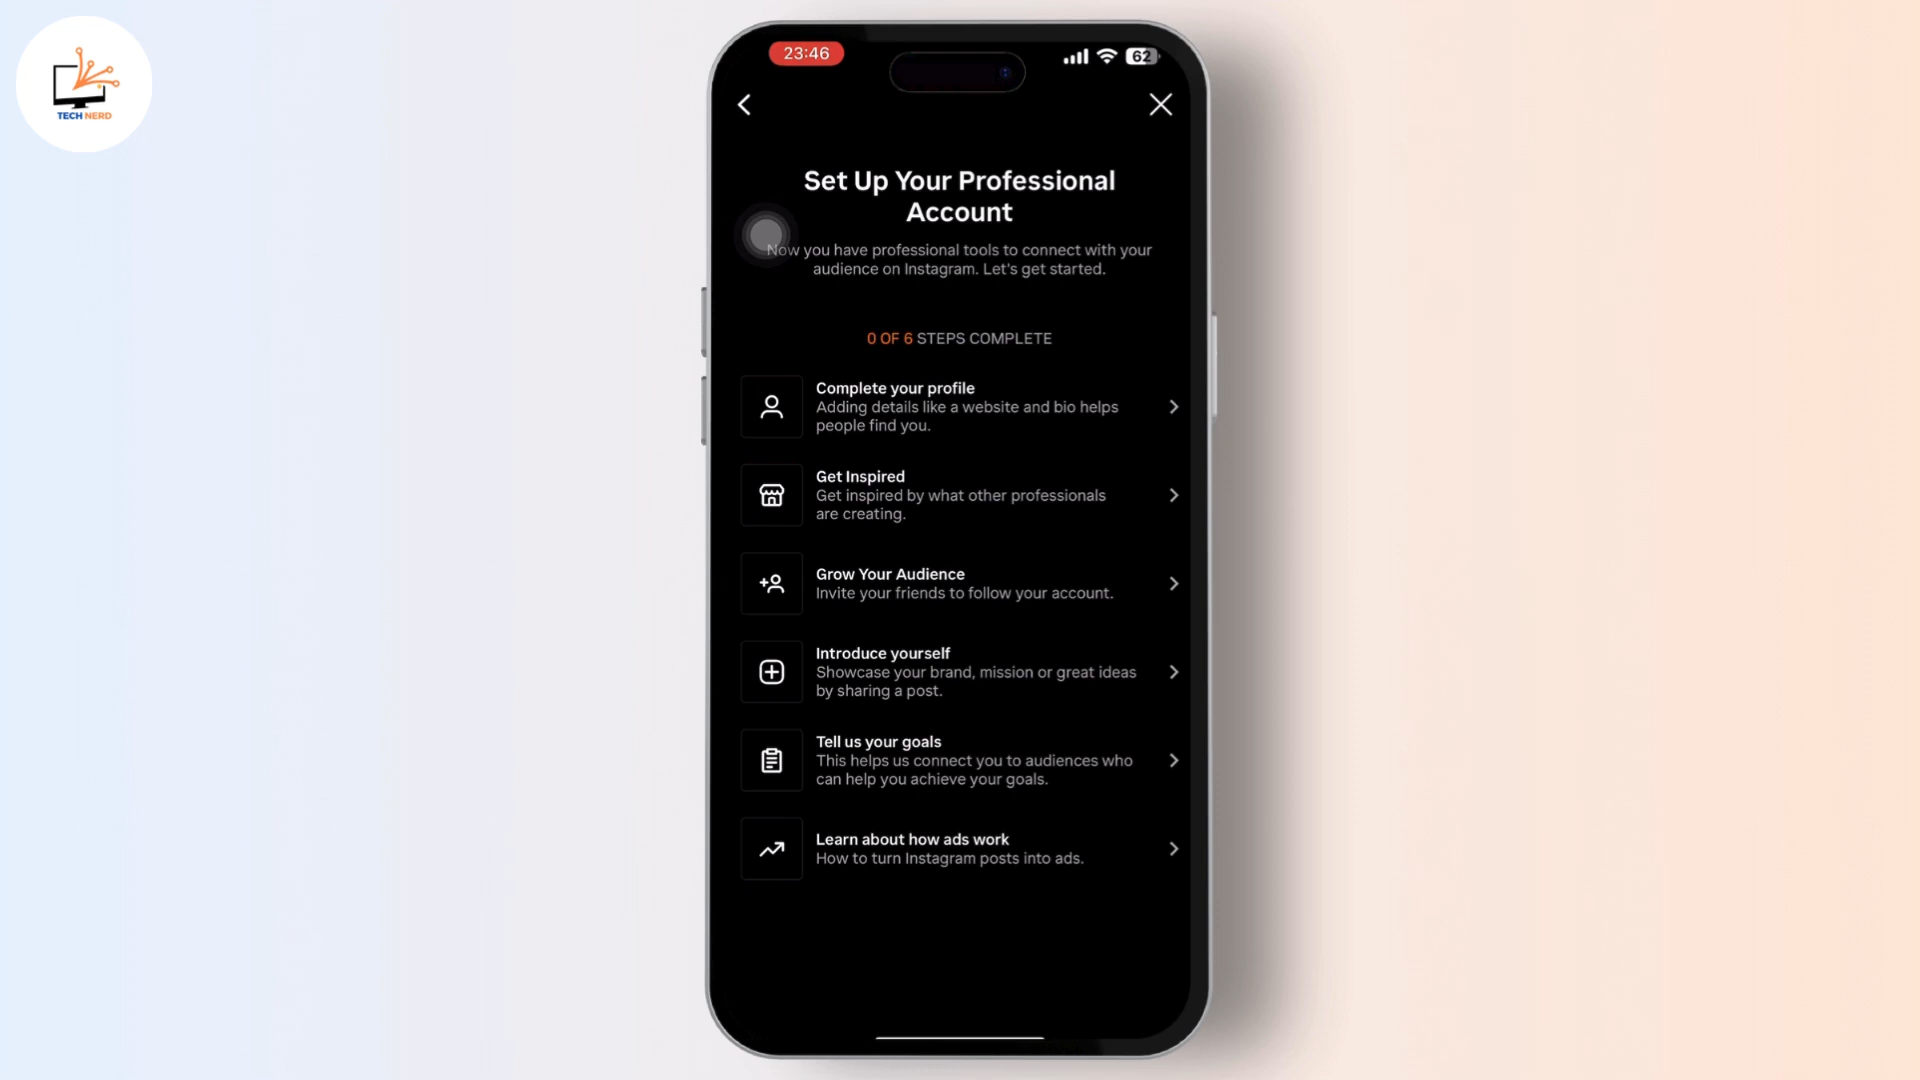 TECH NERD
23:46
62
Set Up Your Professional
Account
Now you have professional tools to connect with your
audience on Instagram. Let's get started.
0 OF 6 STEPS COMPLETE
Complete your profile
Adding details like a website and bio helps
people find you.
Get Inspired
Get inspired by what other professionals
are creating.
Grow Your Audience
Invite your friends to follow your account.
Introduce yourself
Showcase your brand, mission or great ideas
by sharing a post.
Tell us your goals
This helps us connect you to audiences who
can help you achieve your goals.
Learn about how ads work
How to turn Instagram posts into ads.